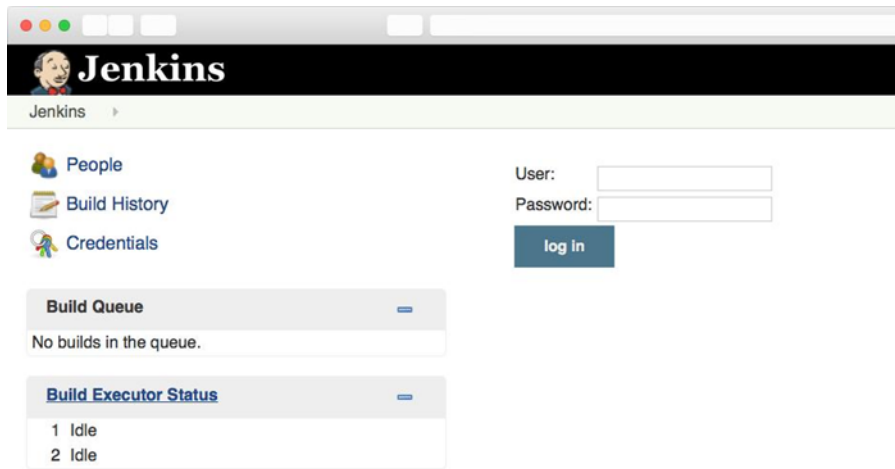 Jenkins
Jenkins
People
Build History
Credentials
User:
Password:
log in
Build Queue
No builds in the queue.
Build Executor Status
1 Idle
2 Idle